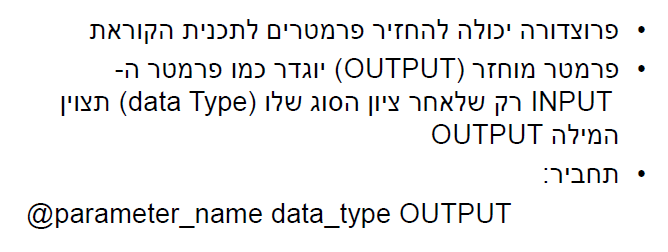 • פרוצדורה יכולה להחזיר פרמטרים לתכנית הקוראת
• פרמטר מוחזר (OUTPUT) יוגדר כמו פרמטר ה-
INPUT רק שלאחר ציון הסוג שלו (data Type) תצוין
המילה OUTPUT
• תחביר:
@parameter_name data_type OUTPUT